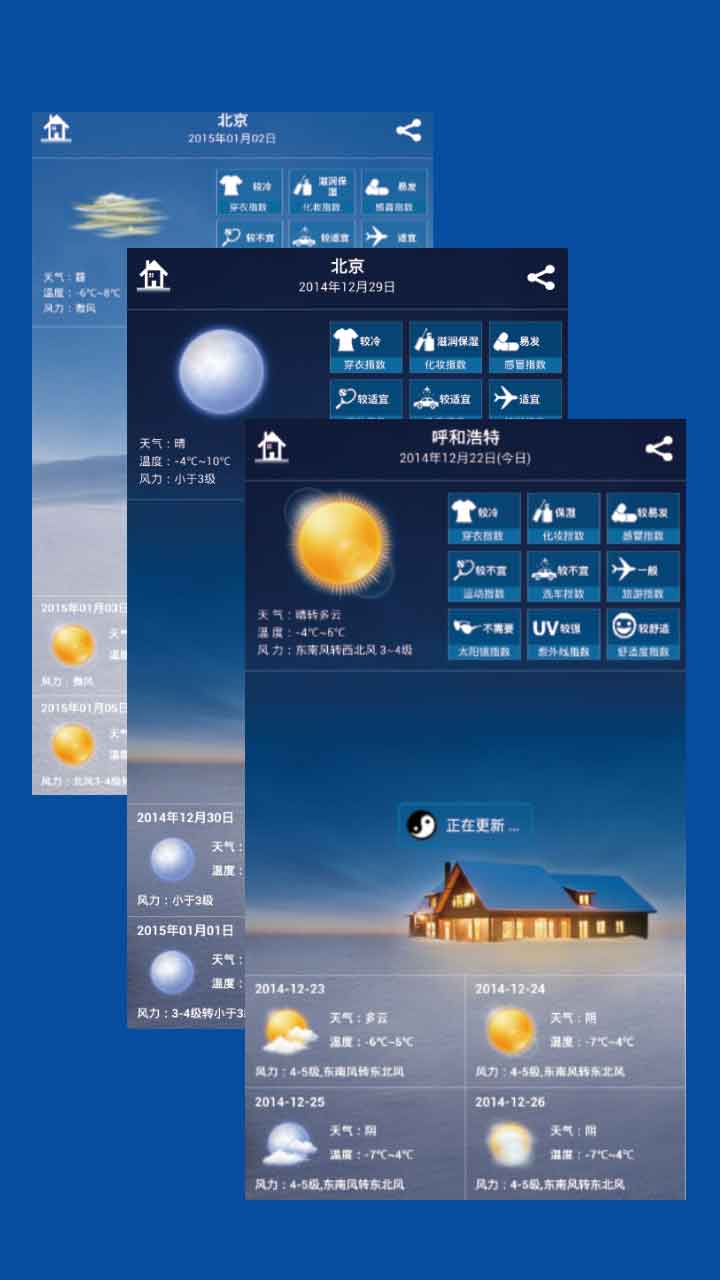 北京
2015年01月02日
较冷
滋润保湿
易发
穿衣指数
化妆指数
感冒指数
较不宜
较适宜
适宜
天气：霾
温度：-6℃~8℃
风力：微风
2015年01月03日
风力：微风
2015年01月05日
北京
2014年12月29日
较冷
滋润保湿
易发
穿衣指数
化妆指数
感冒指数
较适宜
较适宜
适宜
天气：晴
温度：-4℃~10℃
风力：小于3级
2014年12月30日
天气：
温度：
风力：小于3级
2015年01月01日
天气：
温度：
风力：3-4级转小于3
呼和浩特
2014年12月22日(今日)
较冷
保湿
较易发
穿衣指数
化妆指数
感冒指数
较不宜
较不宜
一般
运动指数
洗车指数
旅游指数
不需要
UV较强
较舒适
太阳镜指数
紫外线指数
舒适度指数
天气：晴转多云
温度：-4℃~6℃
风力：东南风转西北风 3~4级
正在更新 ...
2014-12-23
天气：多云
温度：-6℃~5℃
风力：4-5级,东南风转东北风
2014-12-24
天气：阴
温度：-7℃~4℃
风力：4-5级,东南风转东北风
2014-12-25
天气：阴
温度：-7℃~4℃
风力：4-5级,东南风转东北风
2014-12-26
天气：阴
温度：-7℃~4℃
风力：4-5级,东南风转东北风